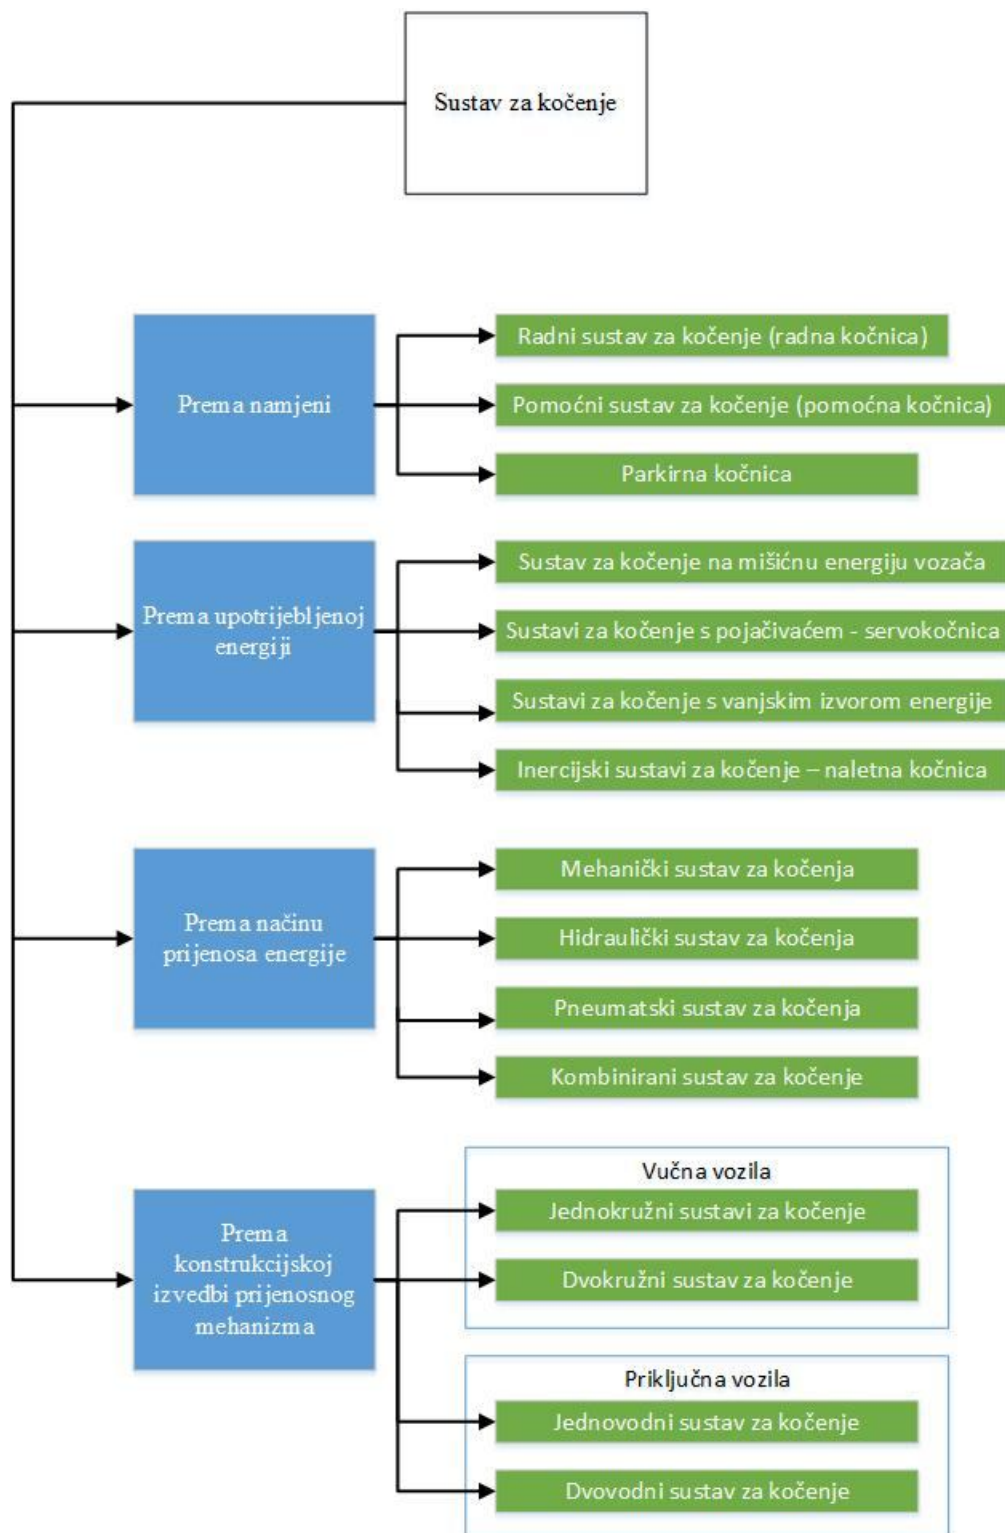 Sustav za kočenje
Prema namjeni
Radni sustav za kočenje (radna kočnica)
Pomoćni sustav za kočenje (pomoćna kočnica)
Parkirna kočnica
Prema upotrijebljenoj
energiji
Sustav za kočenje na mišićnu energiju vozača
Sustavi za kočenje s pojačivaćem - servokočnica
Sustavi za kočenje s vanjskim izvorom energije
Inercijski sustavi za kočenje – naletna kočnica
Prema načinu
prijenosa energije
Mehanički sustav za kočenja
Hidraulički sustav za kočenja
Pneumatski sustav za kočenja
Kombinirani sustav za kočenje
Prema
konstrukcijskoj
izvedbi prijenosnog
mehanizma
Vučna vozila
Jednokružni sustavi za kočenje
Dvokružni sustav za kočenje
Priključna vozila
Jednovodni sustav za kočenje
Dvovodni sustav za kočenje